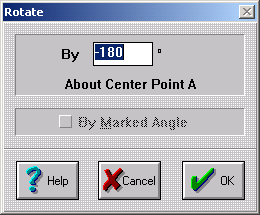 Rotate
By -180 °
About Center Point A
By Marked Angle
Help Cancel OK